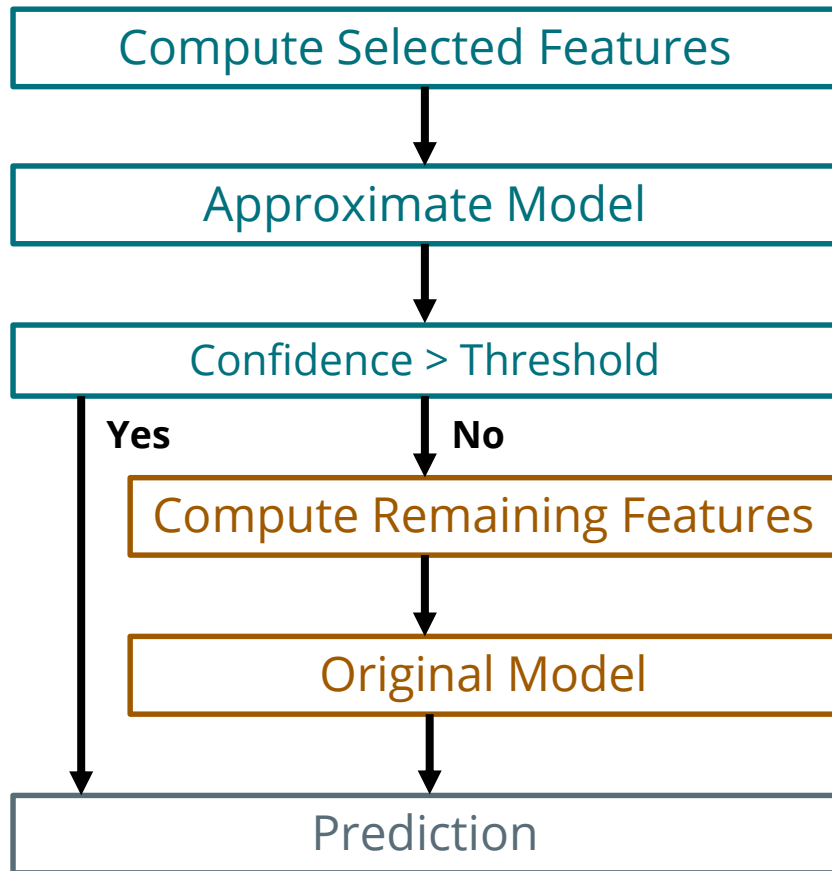 Compute Selected Features
Approximate Model
Confidence > Threshold
Yes
No
Compute Remaining Features
Original Model
Prediction